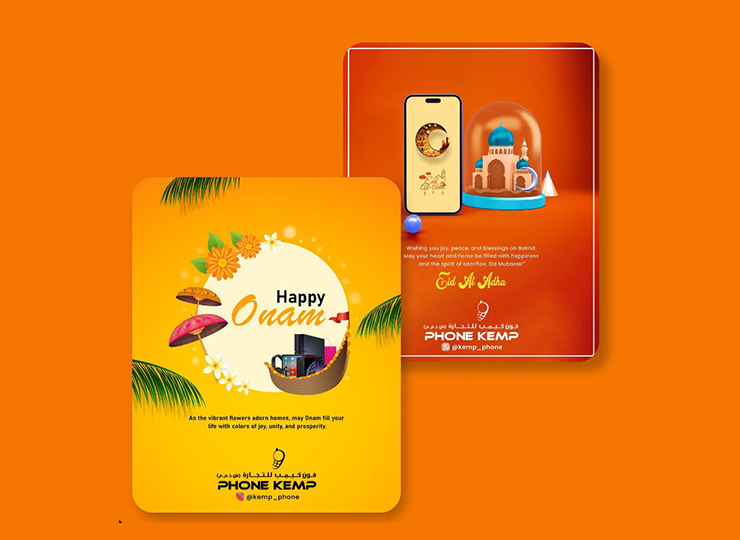 Happy
Onam
As the vibrant flowers adorn homes, may Onam fill your
life with colors of joy, unity, and prosperity.
فون كيمب للتجارة (ش.ذ.م.م)
PHONE KEMP
@kemp_phone
Wishing you joy, peace, and blessings on Bakrid.
May your heart and home be filled with happiness
and the spirit of sacrifice. Eid Mubarak!"
Eid Al Adha
فون كيمب للتجارة (ش.ذ.م.م)
PHONE KEMP
@kemp_phone